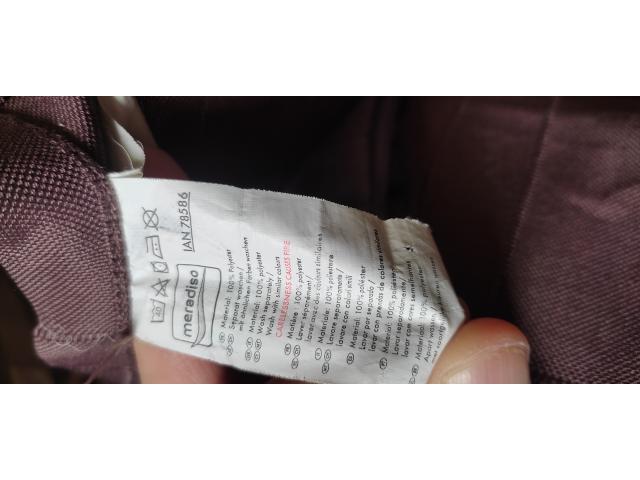 40
IAN 78586
meradiso
Material: 100% Polyester
Separat waschen /
mit ähnlichen Farben waschen
Material: 100% polyester
Wash separately /
Wash with similar colors
CARELESSNESS CAUSES FIRE
Matière: 100% polyester
Laver séparément /
laver avec des couleurs similaires
Materiale: 100% poliestere
Lavare separatamente /
lavare con colori simili
Material: 100% poliéster
Lavar por separado /
lavar con prendas de colores similares
Material: 100% poliéster
Lavar separadamente /
lavar com cores semelhantes
Materiaal: 100% polyester
Apart wassen